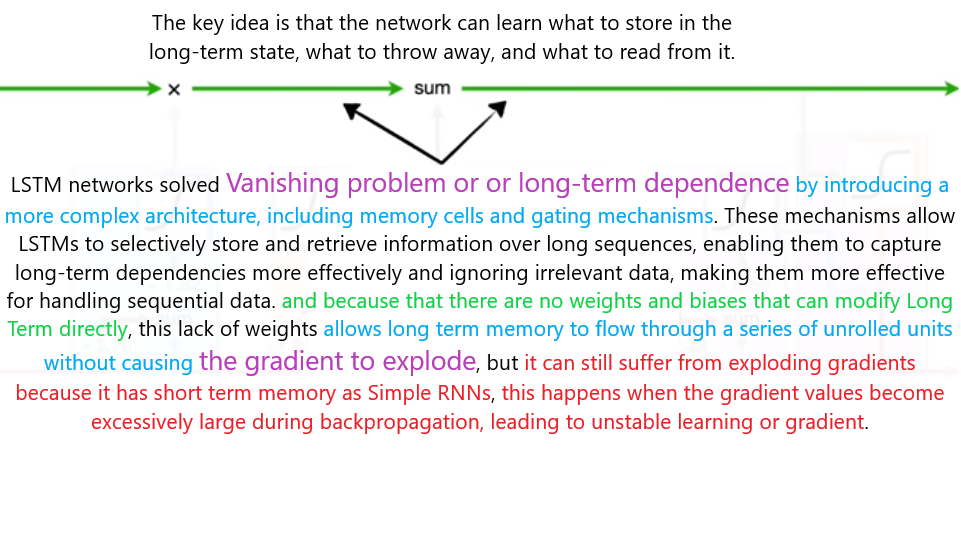 The key idea is that the network can learn what to store in the
long-term state, what to throw away, and what to read from it.
× sum
LSTM networks solved Vanishing problem or or long-term dependence by introducing a
more complex architecture, including memory cells and gating mechanisms. These mechanisms allow
LSTMs to selectively store and retrieve information over long sequences, enabling them to capture
long-term dependencies more effectively and ignoring irrelevant data, making them more effective
for handling sequential data. and because that there are no weights and biases that can modify Long
Term directly, this lack of weights allows long term memory to flow through a series of unrolled units
without causing the gradient to explode, but it can still suffer from exploding gradients
because it has short term memory as Simple RNNs, this happens when the gradient values become
excessively large during backpropagation, leading to unstable learning or gradient.